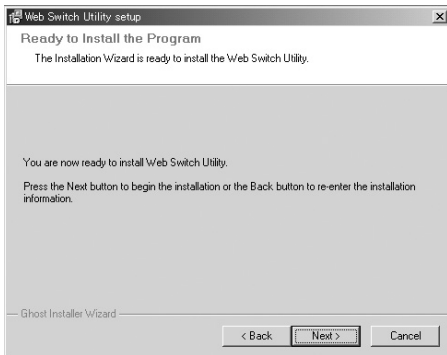 Web Switch Utility setup
Ready to Install the Program
The Installation Wizard is ready to install the Web Switch Utility.
You are now ready to install Web Switch Utility.
Press the Next button to begin the installation or the Back button to re-enter the installation
information.
Ghost Installer Wizard
< Back Next > Cancel